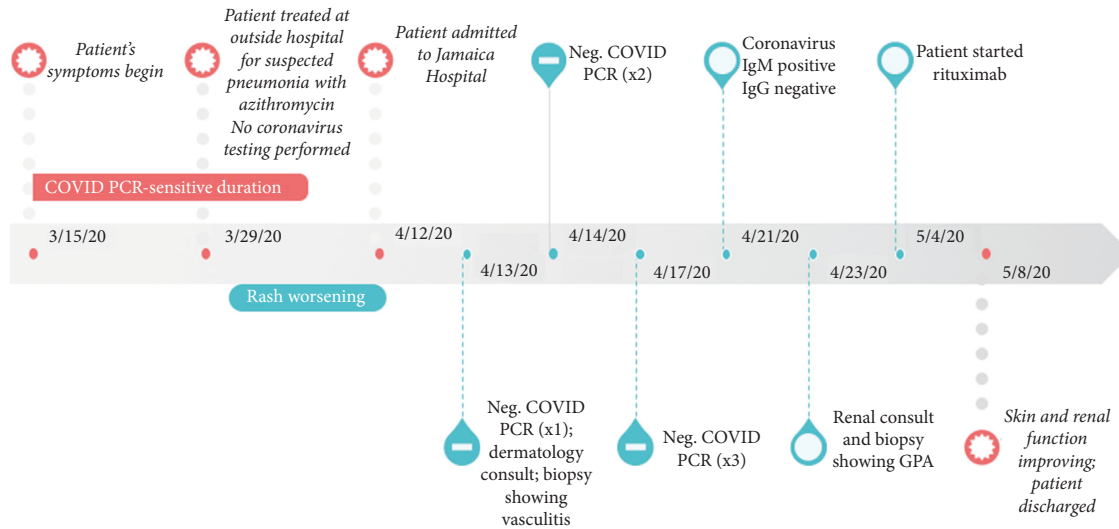 Patient's
symptoms begin
Patient treated at
outside hospital
for suspected
pneumonia with
azithromycin
No coronavirus
testing performed
Patient admitted
to Jamaica
Hospital
Neg. COVID
PCR (x2)
Coronavirus
IgM positive
IgG negative
Patient started
rituximab
COVID PCR-sensitive duration
3/15/20
3/29/20
4/12/20
4/13/20
4/14/20
4/17/20
4/21/20
4/23/20
5/4/20
5/8/20
Rash worsening
Neg. COVID
PCR (x1);
dermatology
consult; biopsy
showing
vasculitis
Neg. COVID
PCR (x3)
Renal consult
and biopsy
showing GPA
Skin and renal
function
improving;
patient
discharged